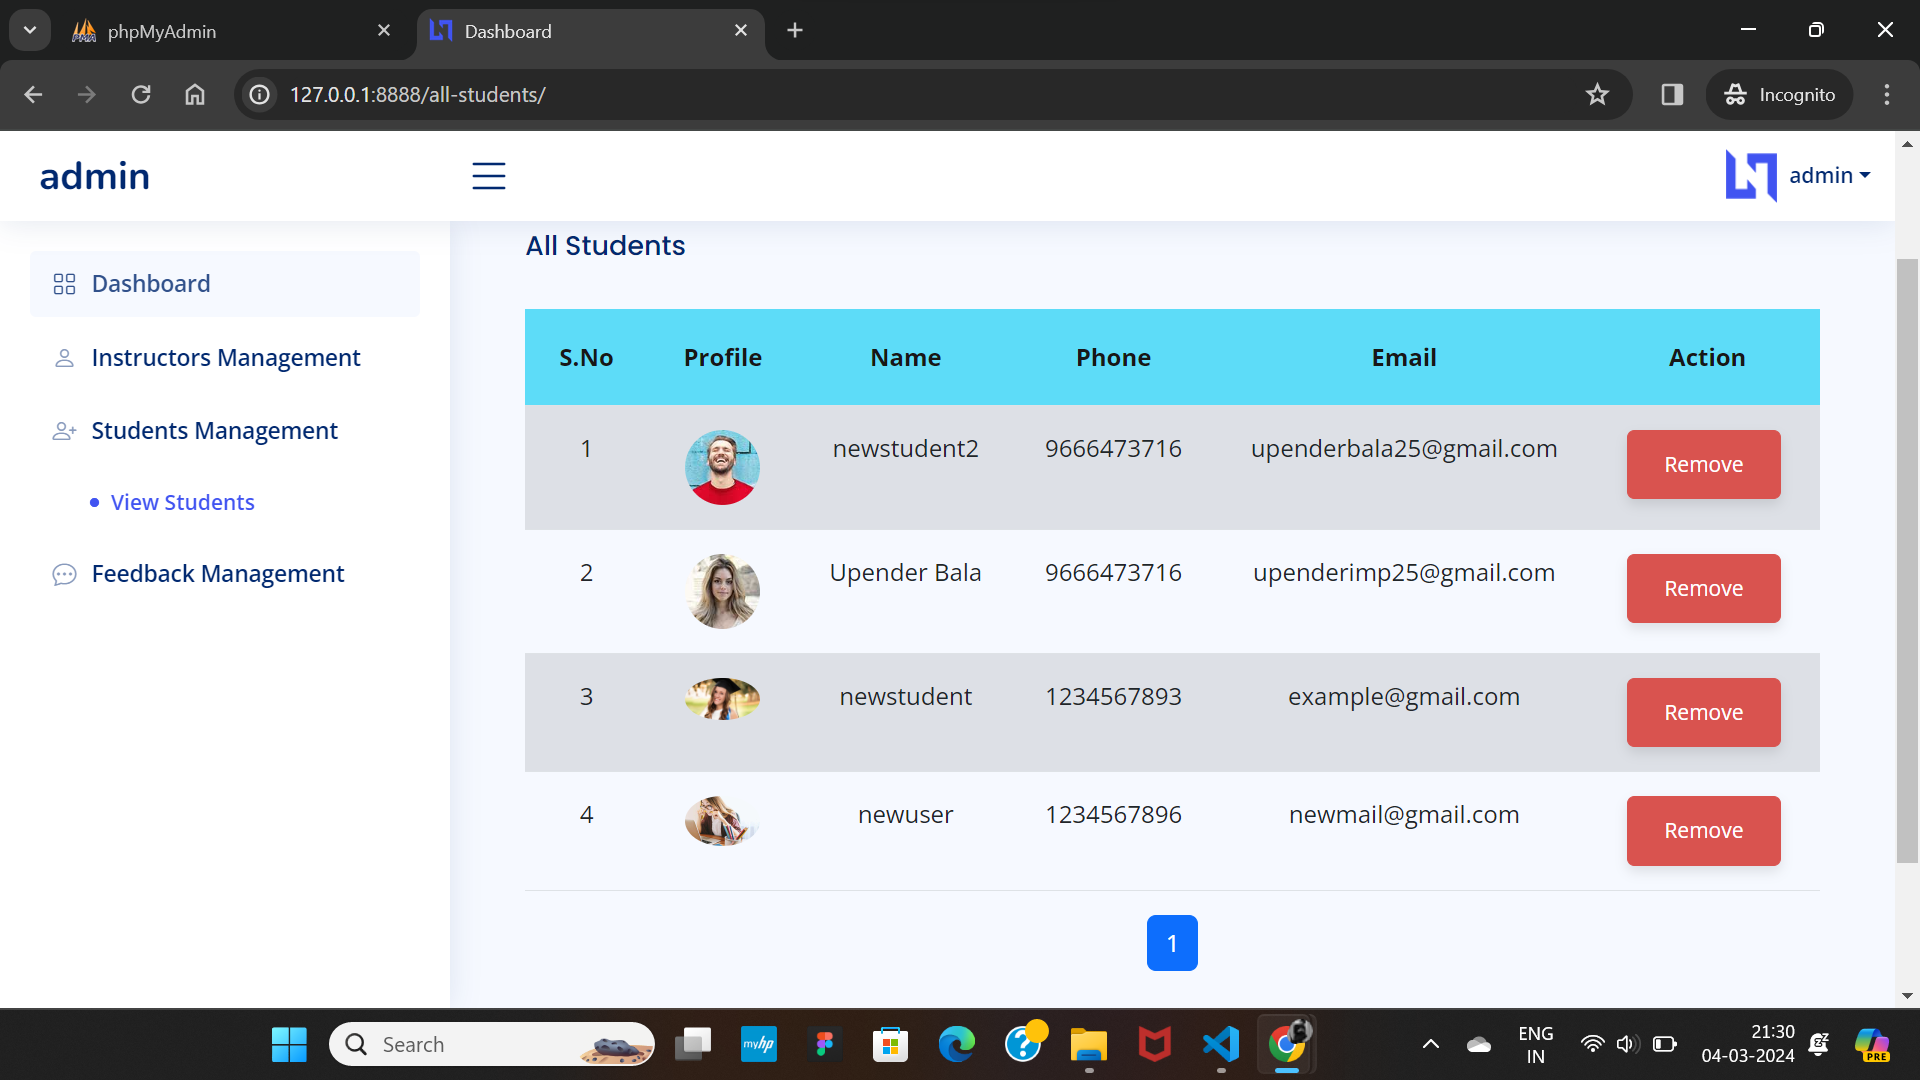 phpMyAdmin
Dashboard
127.0.0.1:8888/all-students/
Incognito
admin
admin
All Students
Dashboard
Instructors Management
Students Management
View Students
Feedback Management
S.No Profile Name Phone Email Action
1 newstudent2 9666473716 upenderbala25@gmail.com Remove
2 Upender Bala 9666473716 upenderimp25@gmail.com Remove
3 newstudent 1234567893 example@gmail.com Remove
4 newuser 1234567896 newmail@gmail.com Remove
1
Search
myhp
ENG
IN
21:30
04-03-2024
PRE